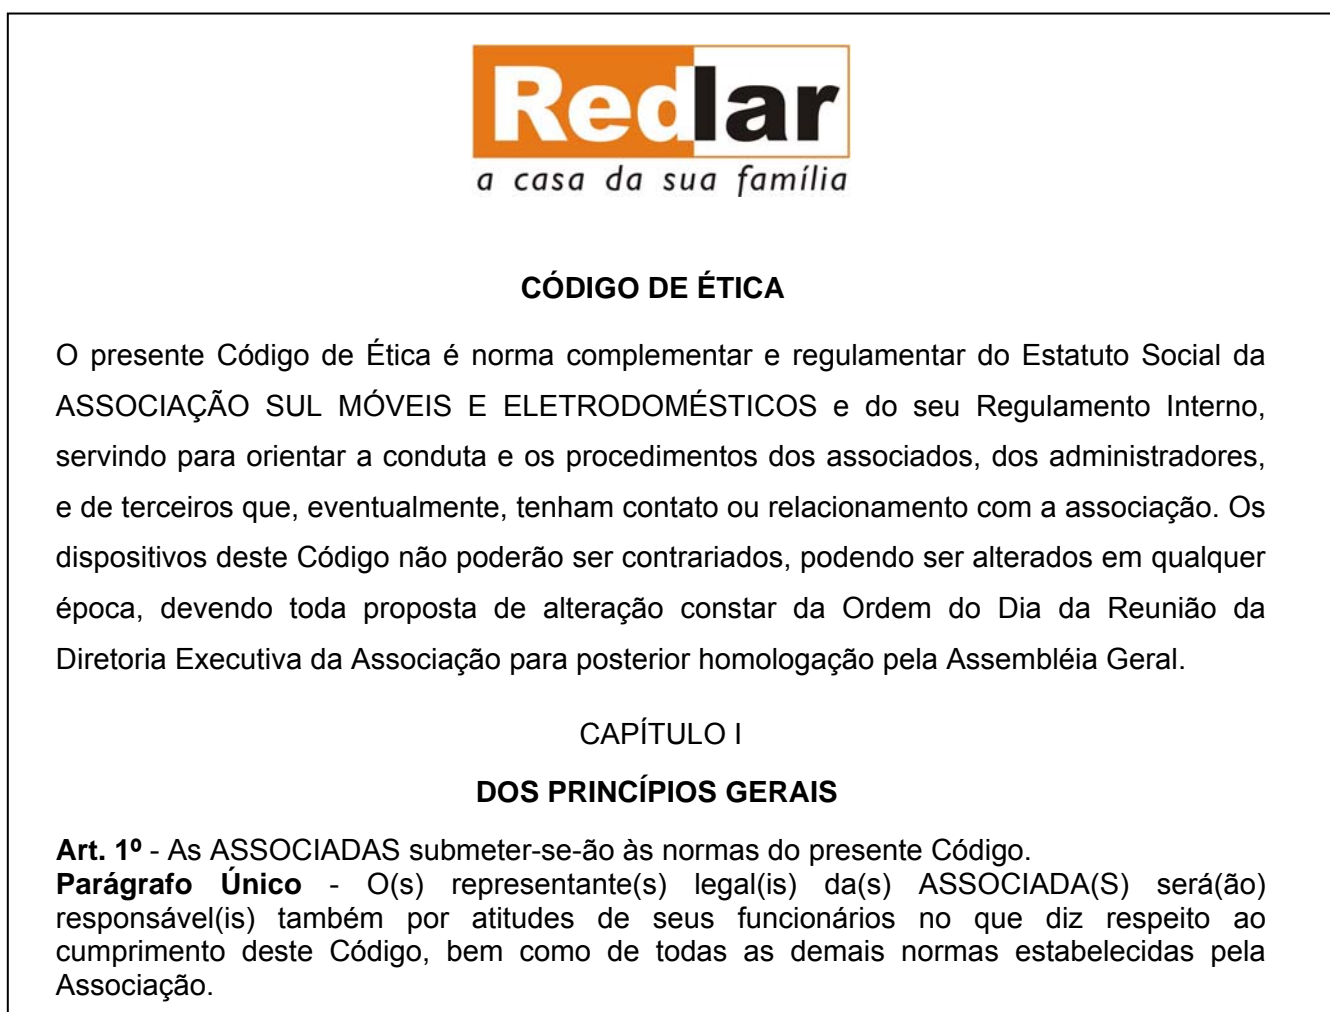 Redlar
a casa da sua família
CÓDIGO DE ÉTICA
O presente Código de Ética é norma complementar e regulamentar do Estatuto Social da
ASSOCIAÇÃO SUL MÓVEIS E ELETRODOMÉSTICOS e do seu Regulamento Interno,
servindo para orientar a conduta e os procedimentos dos associados, dos administradores,
e de terceiros que, eventualmente, tenham contato ou relacionamento com a associação. Os
dispositivos deste Código não poderão ser contrariados, podendo ser alterados em qualquer
época, devendo toda proposta de alteração constar da Ordem do Dia da Reunião da
Diretoria Executiva da Associação para posterior homologação pela Assembléia Geral.
CAPÍTULO I
DOS PRINCÍPIOS GERAIS
Art. 1º - As ASSOCIADAS submeter-se-ão às normas do presente Código.
Parágrafo Único - O(s) representante(s) legal(is) da(s) ASSOCIADA(S) será(ão)
responsável(is) também por atitudes de seus funcionários no que diz respeito ao
cumprimento deste Código, bem como de todas as demais normas estabelecidas pela
Associação.